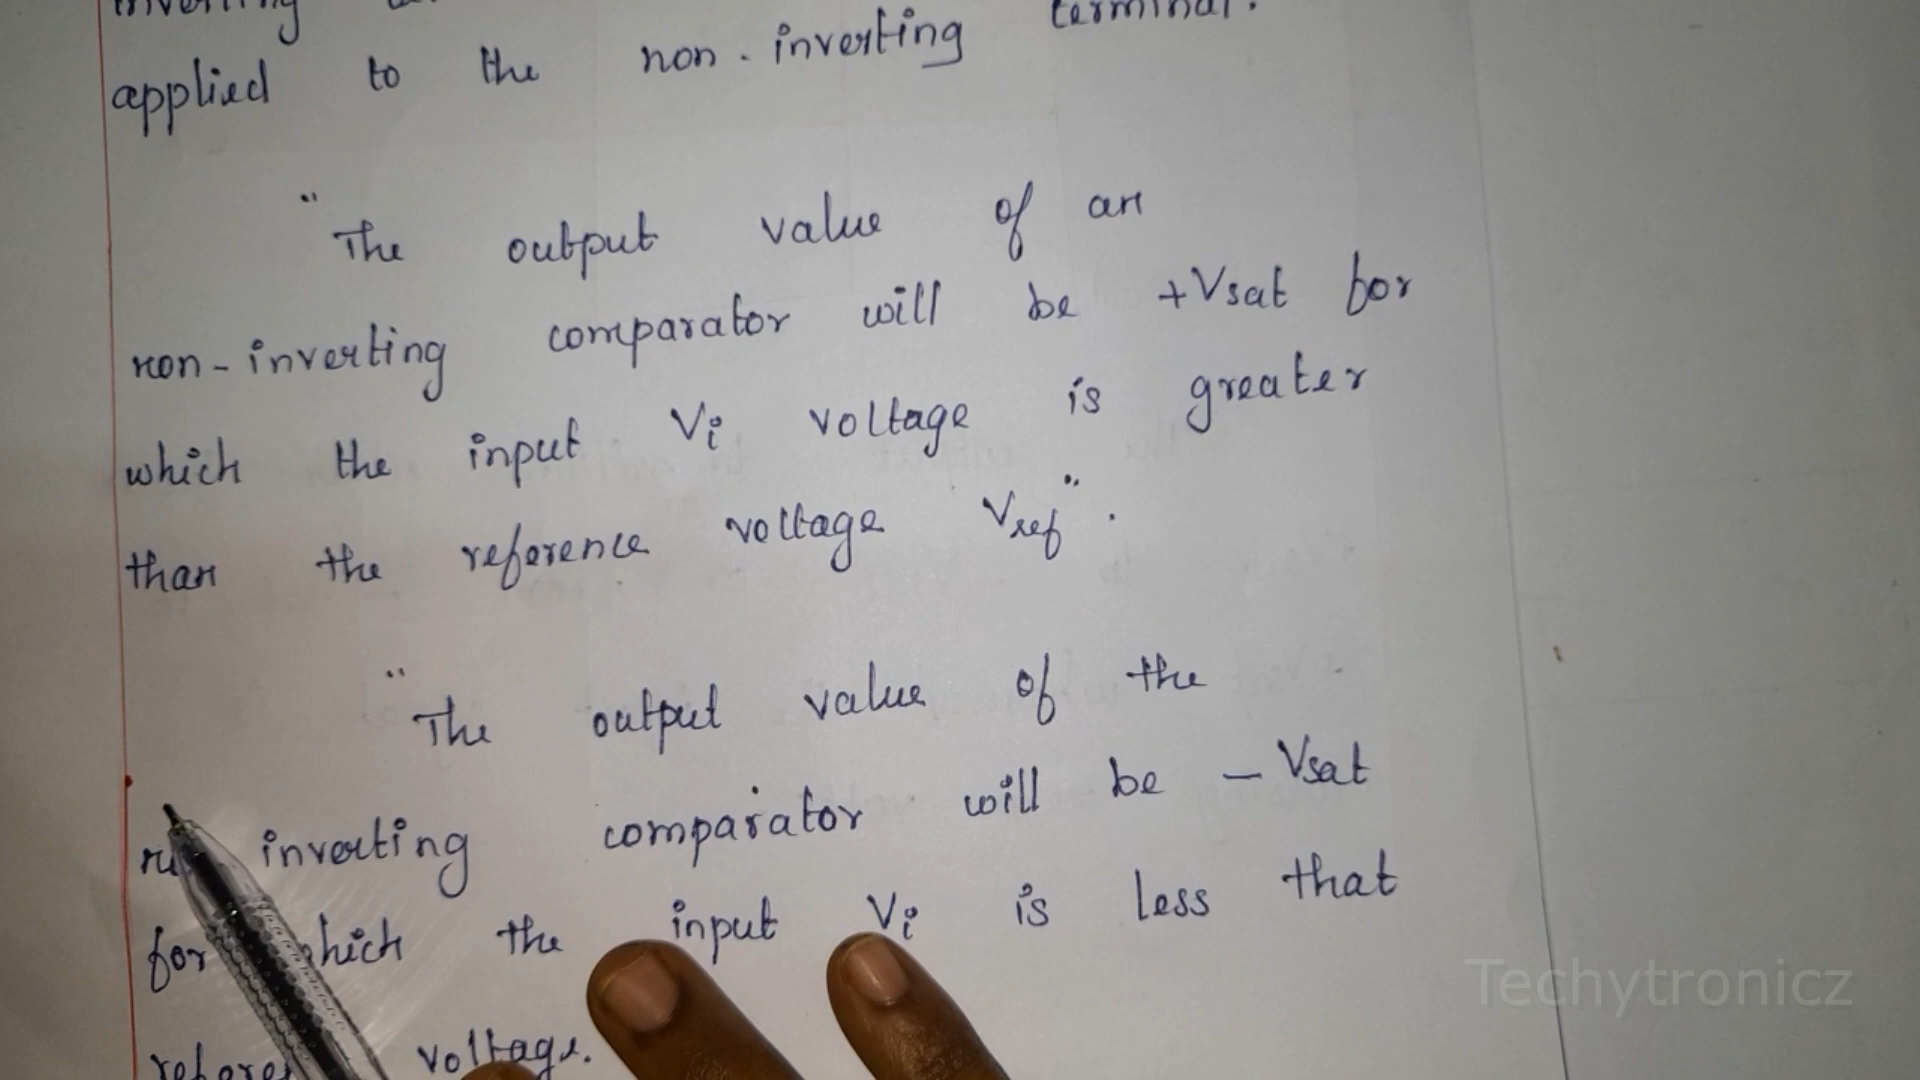 inverting
applied to the non-inverting terminal.
"The output value of an
non-inverting comparator will be +Vsat for
which the input Vi voltage is greater
than the reference voltage Vref".
"The output value of the
inverting comparator will be - Vsat
for which the input Vi is less that
voltage.
Techytronicz